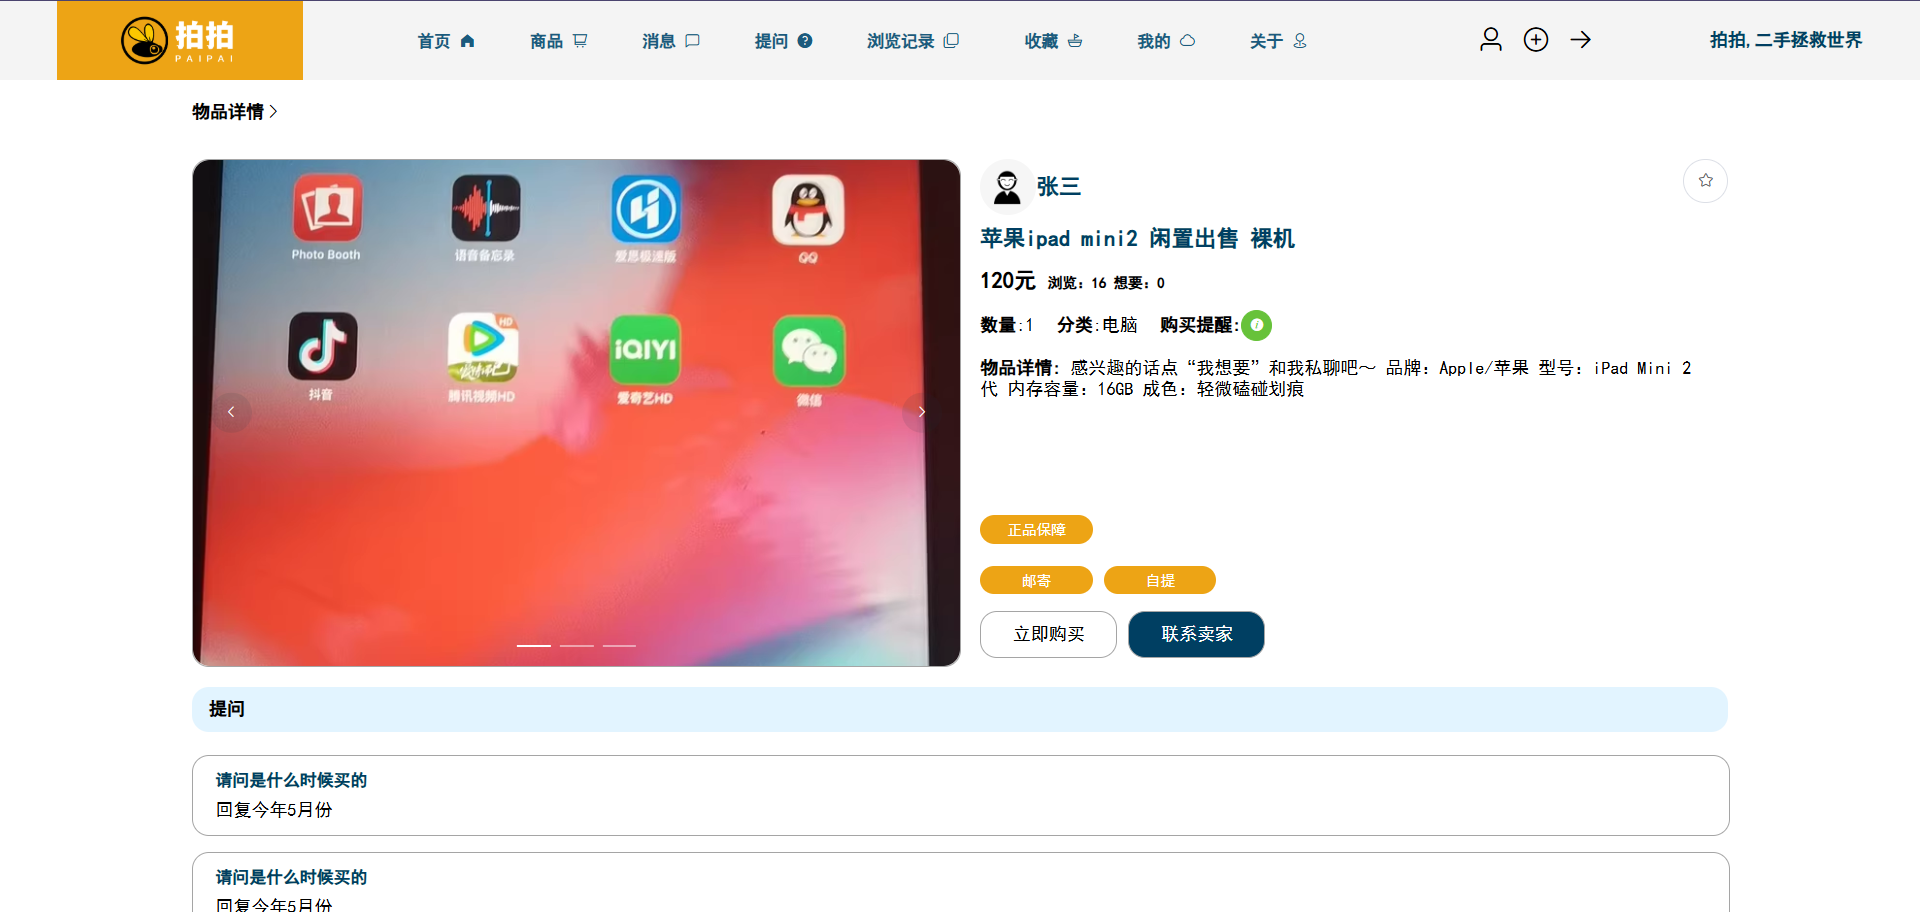 拍拍
PAIPAI
首页
商品
消息
提问
浏览记录
收藏
我的
关于
拍拍,二手拯救世界
物品详情
Photo Booth
语音备忘录
爱思极速版
QQ
HD
iQIYI
抖音
腾讯视频HD
爱奇艺HD
微信
张三
苹果ipad mini2 闲置出售 裸机
120元 浏览：16 想要：0
数量:1 分类:电脑 购买提醒:
物品详情：感兴趣的话点“我想要”和我私聊吧～ 品牌：Apple/苹果 型号：iPad Mini 2
代 内存容量：16GB 成色：轻微磕碰划痕
正品保障
邮寄
自提
立即购买
联系卖家
提问
请问是什么时候买的
回复今年5月份
请问是什么时候买的
回复今年5月份